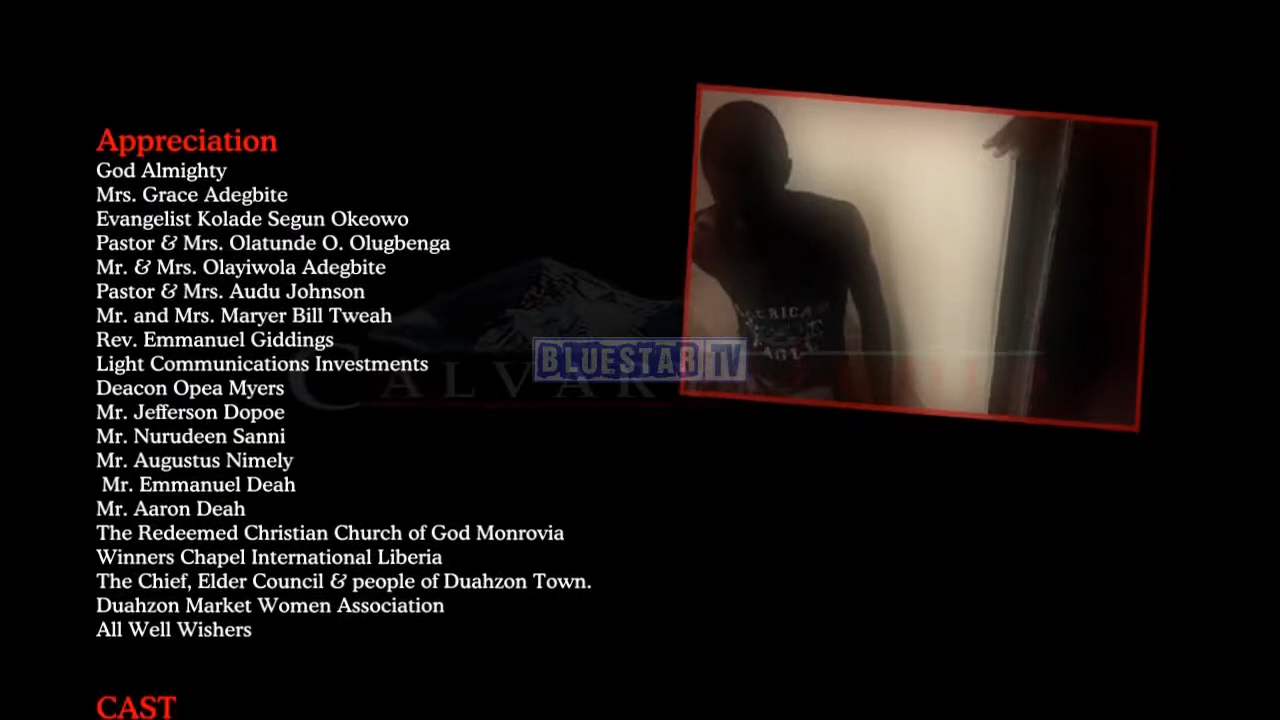 Appreciation
God Almighty
Mrs. Grace Adegbite
Evangelist Kolade Segun Okeowo
Pastor & Mrs. Olatunde O. Olugbenga
Mr. & Mrs. Olayiwola Adegbite
Pastor & Mrs. Audu Johnson
Mr. and Mrs. Maryer Bill Tweah
Rev. Emmanuel Giddings
Light Communications Investments
Deacon Opea Myers
Mr. Jefferson Dopoe
Mr. Nurudeen Sanni
Mr. Augustus Nimely
Mr. Emmanuel Deah
Mr. Aaron Deah
The Redeemed Christian Church of God Monrovia
Winners Chapel International Liberia
The Chief, Elder Council & people of Duahzon Town.
Duahzon Market Women Association
All Well Wishers
CAST
BLUESTAR TV